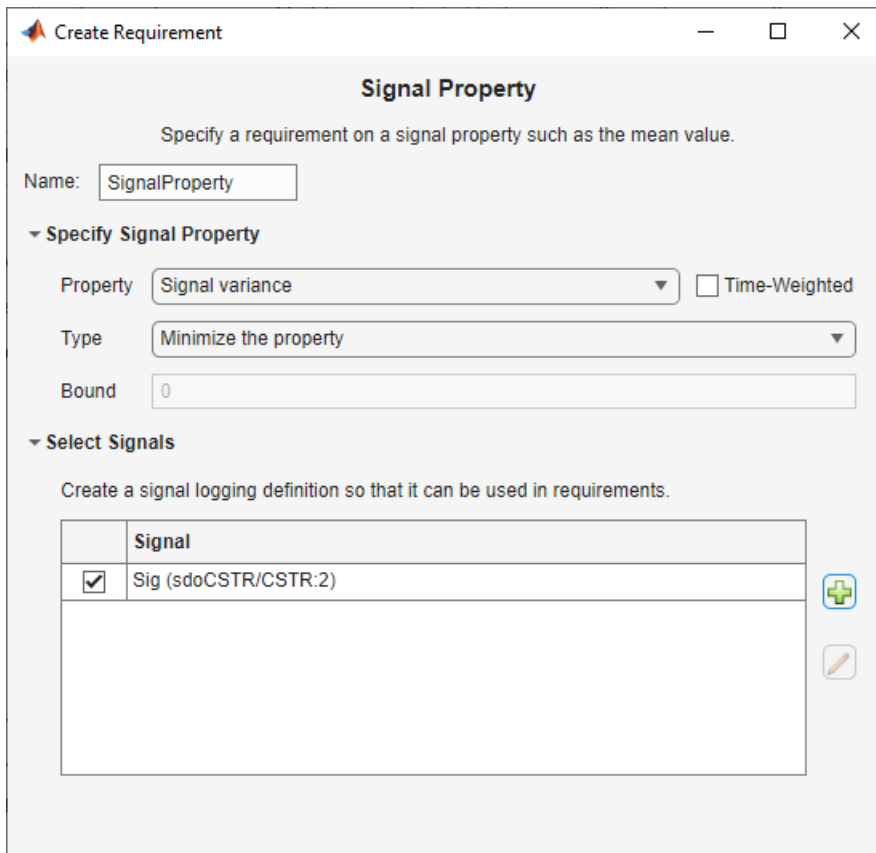 Create Requirement
Signal Property
Specify a requirement on a signal property such as the mean value.
Name: SignalProperty
Specify Signal Property
Property Signal variance Time-Weighted
Type Minimize the property
Bound 0
Select Signals
Create a signal logging definition so that it can be used in requirements.
Signal
Sig (sdoCSTR/CSTR:2)